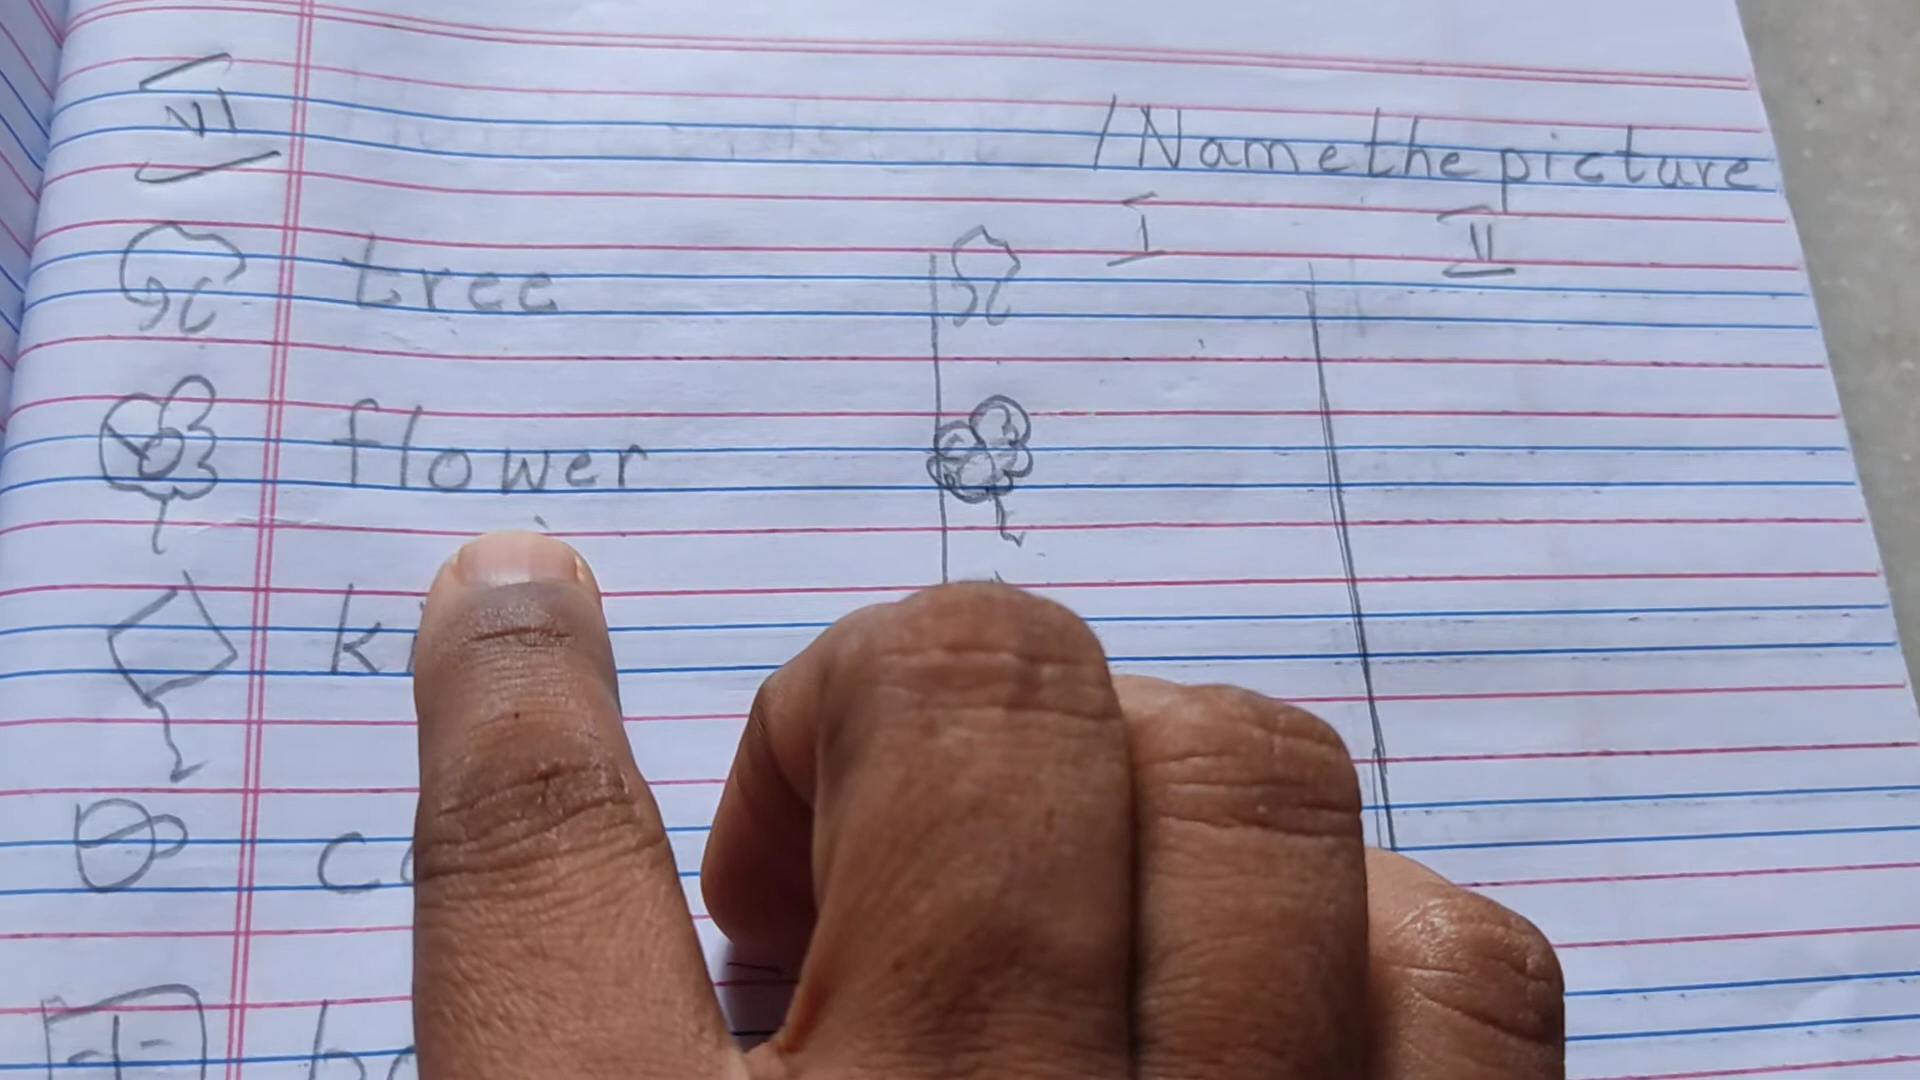 VI
/Name the picture
I II
tree
flower